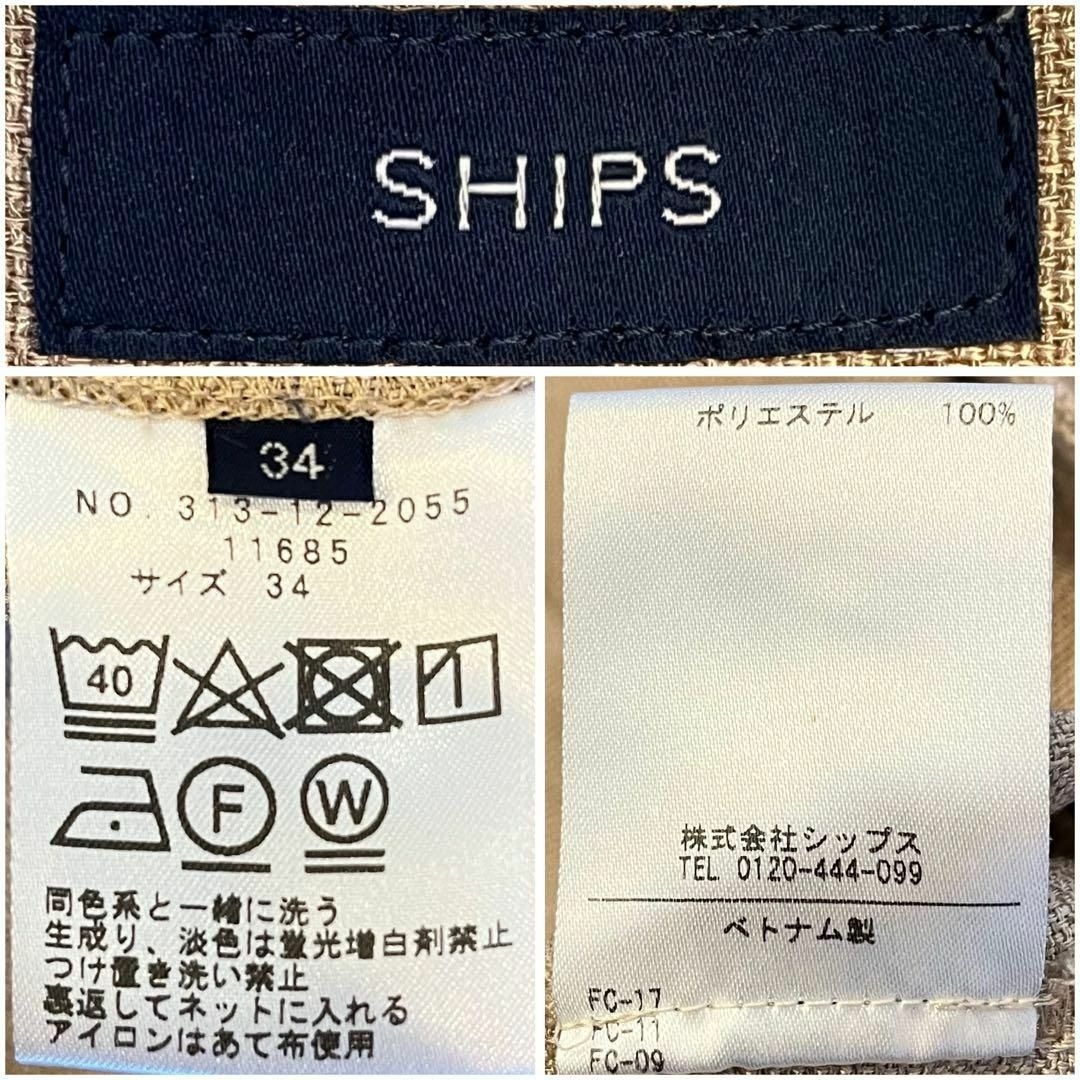 SHIPS
34
NO. 313-12-2055
11685
サイズ 34
40
F
W
同色系と一緒に洗う
生成り、淡色は蛍光増白剤禁止
つけ置き洗い禁止
裏返してネットに入れる
アイロンはあて布使用
ポリエステル 100%
株式会社シップス
TEL 0120-444-099
ベトナム製
FC-17
FC-11
FC-09